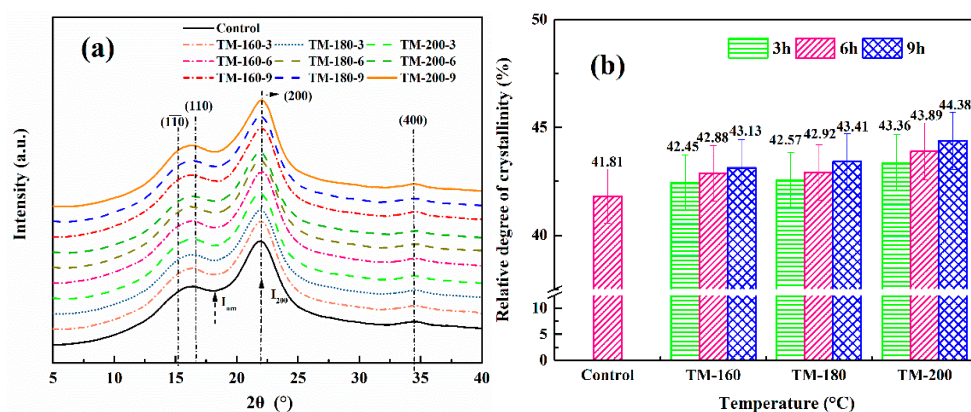 (a)
Control
TM-160-3 TM-180-3 TM-200-3
TM-160-6 TM-180-6 TM-200-6
TM-160-9 TM-180-9 TM-200-9
(200)
(110)
(11̅0)
(400)
I_am
I_200
Intensity (a.u.)
5 10 15 20 25 30 35 40
2θ (°)
(b)
3h 6h 9h
50
45
40
10
5
0
41.81
42.45 42.88 43.13
42.57 42.92 43.41
43.36 43.89 44.38
Relative degree of crystallinity (%)
Control TM-160 TM-180 TM-200
Temperature (°C)